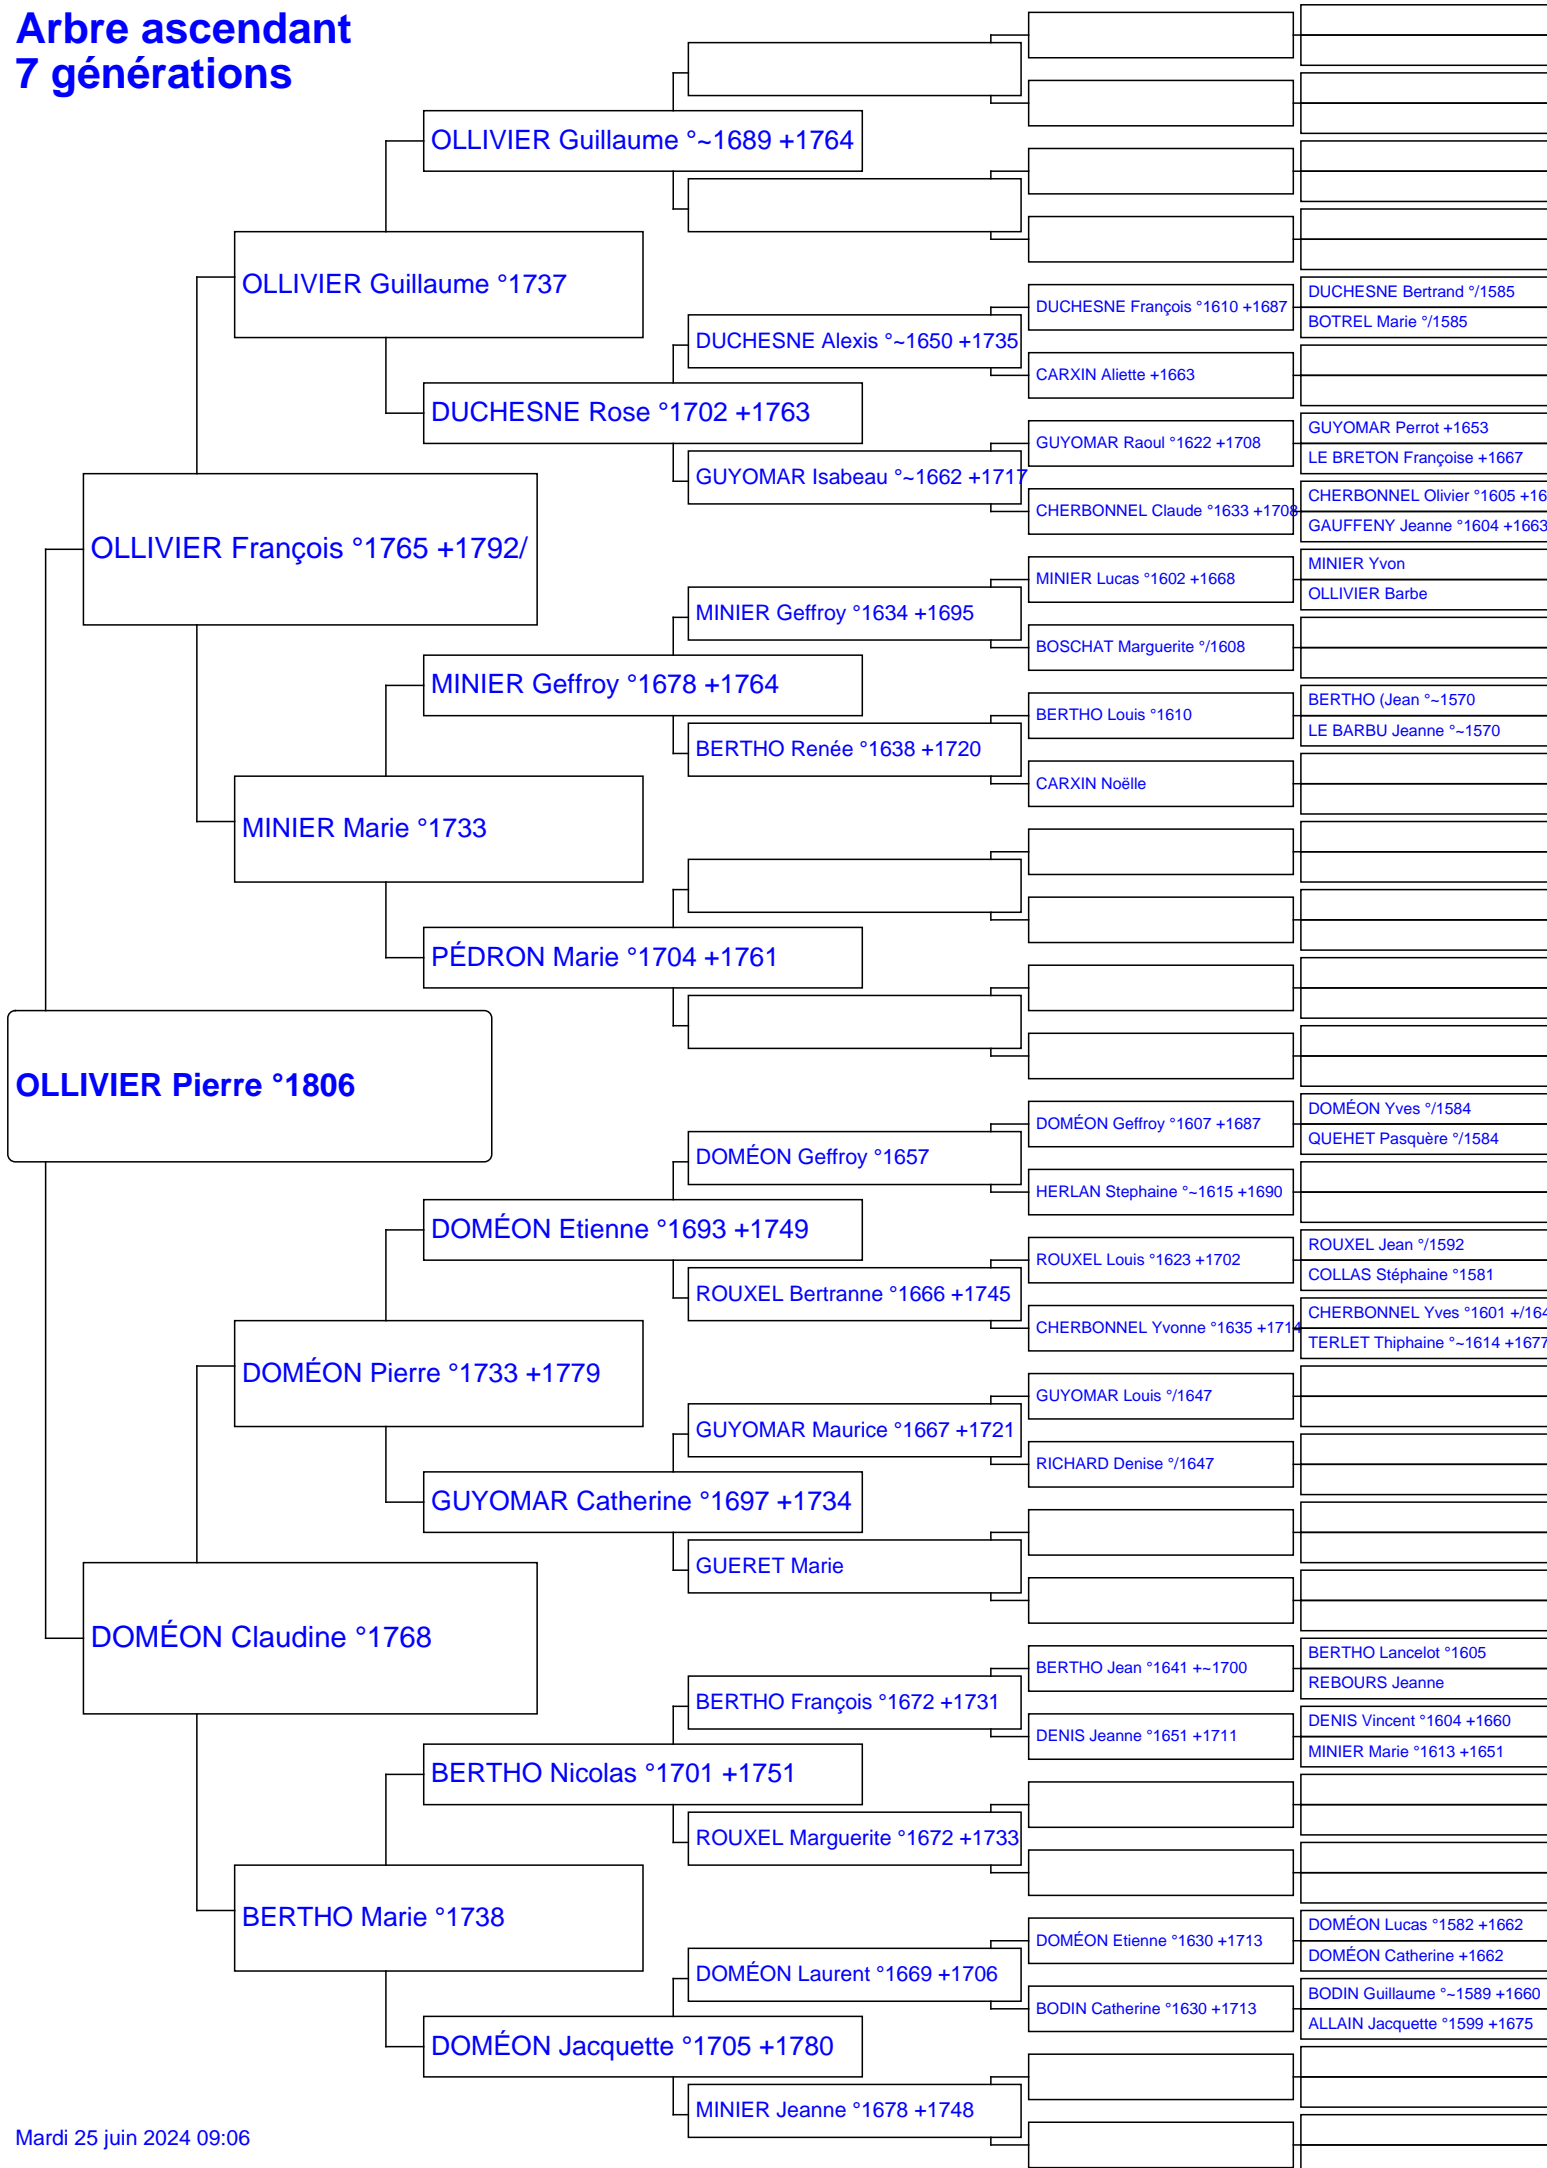 Arbre ascendant
7 générations
OLLIVIER Guillaume °~1689 +1764
OLLIVIER Guillaume °1737
DUCHESNE François °1610 +1687
DUCHESNE Bertrand °/1585
BOTREL Marie °/1585
DUCHESNE Alexis °~1650 +1735
CARXIN Aliette +1663
DUCHESNE Rose °1702 +1763
GUYOMAR Raoul °1622 +1708
GUYOMAR Perrot +1653
LE BRETON Françoise +1667
GUYOMAR Isabeau °~1662 +1717
CHERBONNEL Claude °1633 +1708
CHERBONNEL Olivier °1605 +16
GAUFFENY Jeanne °1604 +1663
OLLIVIER François °1765 +1792/
MINIER Lucas °1602 +1668
MINIER Yvon
OLLIVIER Barbe
MINIER Geffroy °1634 +1695
BOSCHAT Marguerite °/1608
MINIER Geffroy °1678 +1764
BERTHO Louis °1610
BERTHO (Jean °~1570
LE BARBU Jeanne °~1570
BERTHO Renée °1638 +1720
CARXIN Noëlle
MINIER Marie °1733
PÉDRON Marie °1704 +1761
OLLIVIER Pierre °1806
DOMÉON Geffroy °1607 +1687
DOMÉON Yves °/1584
QUEHET Pasquère °/1584
DOMÉON Geffroy °1657
HERLAN Stephaine °~1615 +1690
DOMÉON Etienne °1693 +1749
ROUXEL Louis °1623 +1702
ROUXEL Jean °/1592
COLLAS Stéphaine °1581
ROUXEL Bertranne °1666 +1745
CHERBONNEL Yvonne °1635 +1714
CHERBONNEL Yves °1601 +/164
TERLET Thiphaine °~1614 +1677
DOMÉON Pierre °1733 +1779
GUYOMAR Louis °/1647
GUYOMAR Maurice °1667 +1721
RICHARD Denise °/1647
GUYOMAR Catherine °1697 +1734
GUERET Marie
DOMÉON Claudine °1768
BERTHO Jean °1641 +~1700
BERTHO Lancelot °1605
REBOURS Jeanne
BERTHO François °1672 +1731
DENIS Jeanne °1651 +1711
DENIS Vincent °1604 +1660
MINIER Marie °1613 +1651
BERTHO Nicolas °1701 +1751
ROUXEL Marguerite °1672 +1733
BERTHO Marie °1738
DOMÉON Etienne °1630 +1713
DOMÉON Lucas °1582 +1662
DOMÉON Catherine +1662
DOMÉON Laurent °1669 +1706
BODIN Catherine °1630 +1713
BODIN Guillaume °~1589 +1660
ALLAIN Jacquette °1599 +1675
DOMÉON Jacquette °1705 +1780
MINIER Jeanne °1678 +1748
Mardi 25 juin 2024 09:06